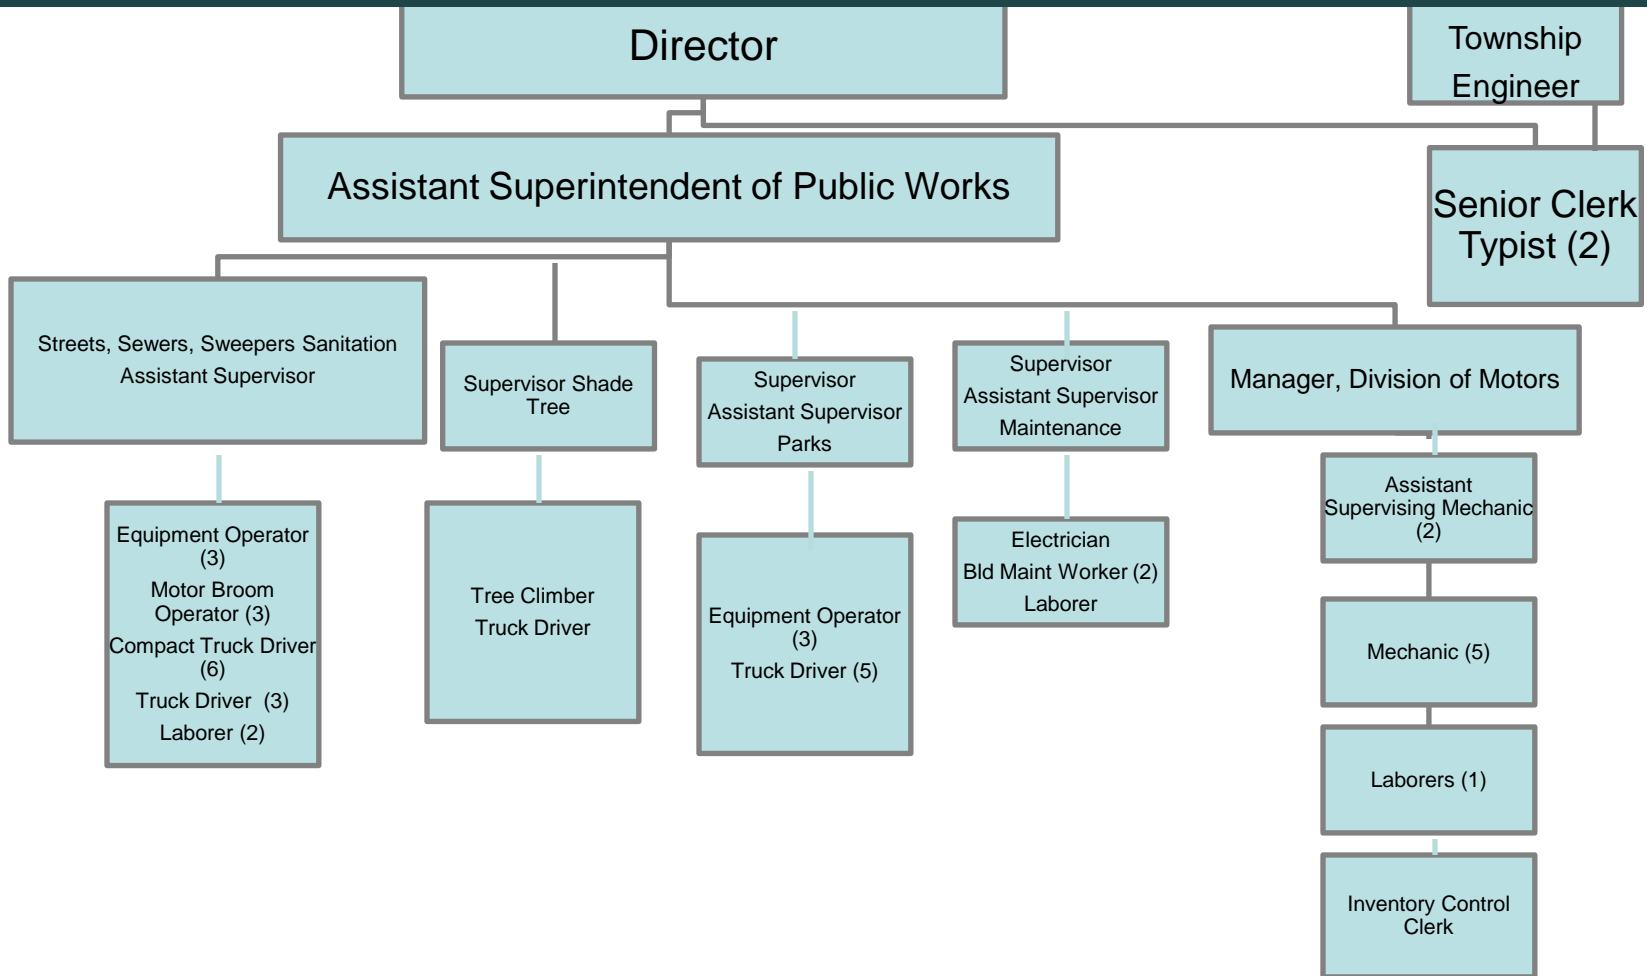 Director
Township
Engineer
Assistant Superintendent of Public Works
Senior Clerk
Typist (2)
Streets, Sewers, Sweepers Sanitation
Assistant Supervisor
Supervisor Shade
Tree
Supervisor
Assistant Supervisor
Parks
Supervisor
Assistant Supervisor
Maintenance
Manager, Division of Motors
Equipment Operator
(3)
Motor Broom
Operator (3)
Compact Truck Driver
(6)
Truck Driver (3)
Laborer (2)
Tree Climber
Truck Driver
Equipment Operator
(3)
Truck Driver (5)
Electrician
Bld Maint Worker (2)
Laborer
Assistant
Supervising Mechanic
(2)
Mechanic (5)
Laborers (1)
Inventory Control
Clerk